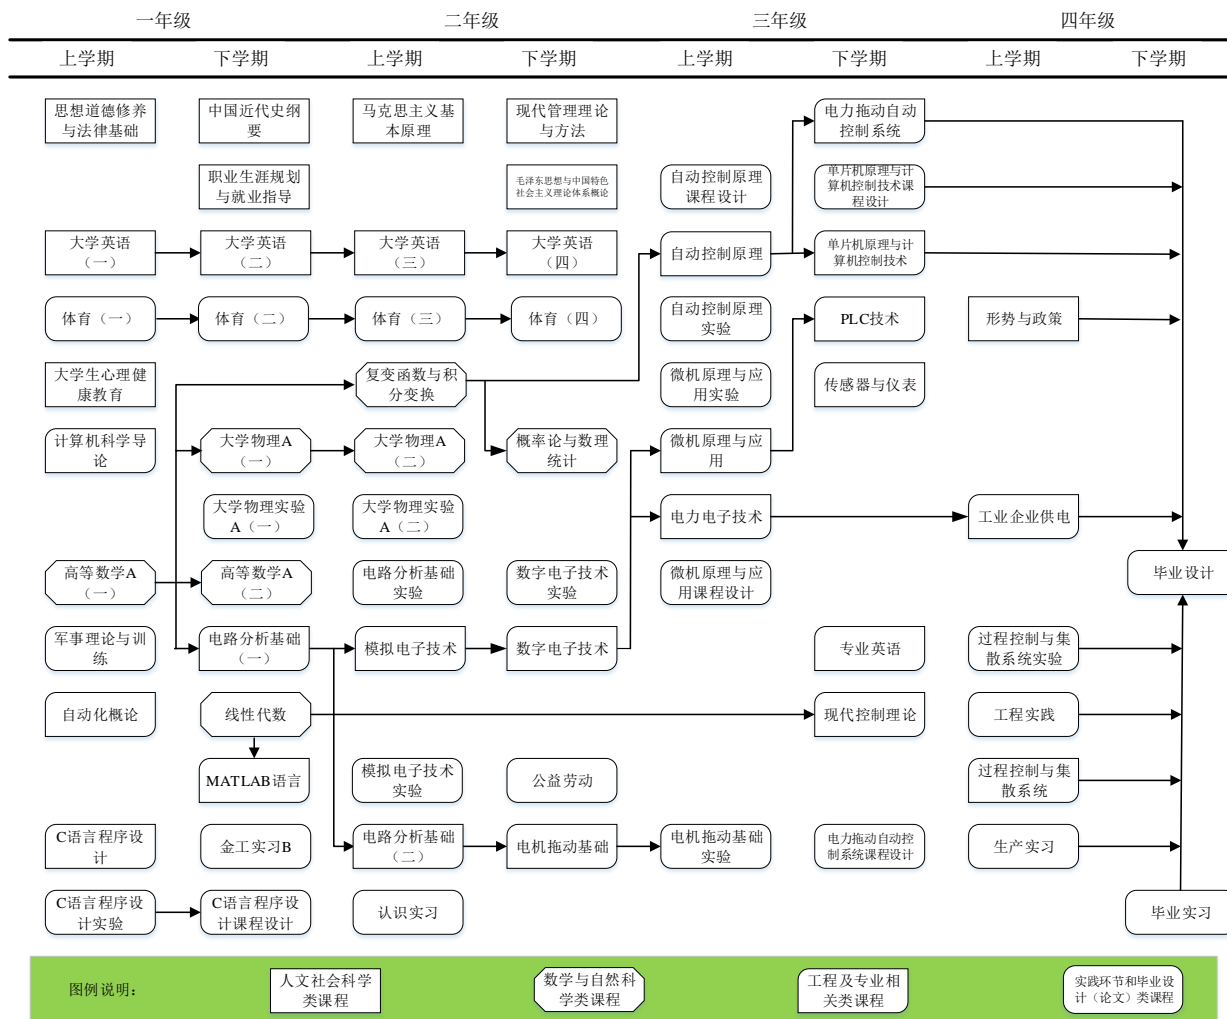 一年级
二年级
三年级
四年级
上学期
下学期
上学期
下学期
上学期
下学期
上学期
下学期
思想道德修养
与法律基础
中国近代史纲
要
马克思主义基
本原理
现代管理理论
与方法
电力拖动自动
控制系统
职业生涯规划
与就业指导
毛泽东思想与中国特色
社会主义理论体系概论
自动控制原理
课程设计
单片机原理与计
算机控制技术课
程设计
大学英语
（一）
大学英语
（二）
大学英语
（三）
大学英语
（四）
自动控制原理
单片机原理与计
算机控制技术
体育（一）
体育（二）
体育（三）
体育（四）
自动控制原理
实验
PLC技术
形势与政策
大学生心理健
康教育
复变函数与积
分变换
微机原理与应
用实验
传感器与仪表
计算机科学导
论
大学物理A
（一）
大学物理A
（二）
概率论与数理
统计
微机原理与应
用
大学物理实验
A（一）
大学物理实验
A（二）
电力电子技术
工业企业供电
高等数学A
（一）
高等数学A
（二）
电路分析基础
实验
数字电子技术
实验
微机原理与应
用课程设计
毕业设计
军事理论与训
练
电路分析基础
（一）
模拟电子技术
数字电子技术
专业英语
过程控制与集
散系统实验
自动化概论
线性代数
现代控制理论
工程实践
MATLAB语言
模拟电子技术
实验
公益劳动
过程控制与集
散系统
C语言程序设
计
金工实习B
电路分析基础
（二）
电机拖动基础
电机拖动基础
实验
电力拖动自动控
制系统课程设计
生产实习
C语言程序设
计实验
C语言程序设
计课程设计
认识实习
毕业实习
图例说明：
人文社会科学
类课程
数学与自然科
学类课程
工程及专业相
关类课程
实践环节和毕业设
计（论文）类课程